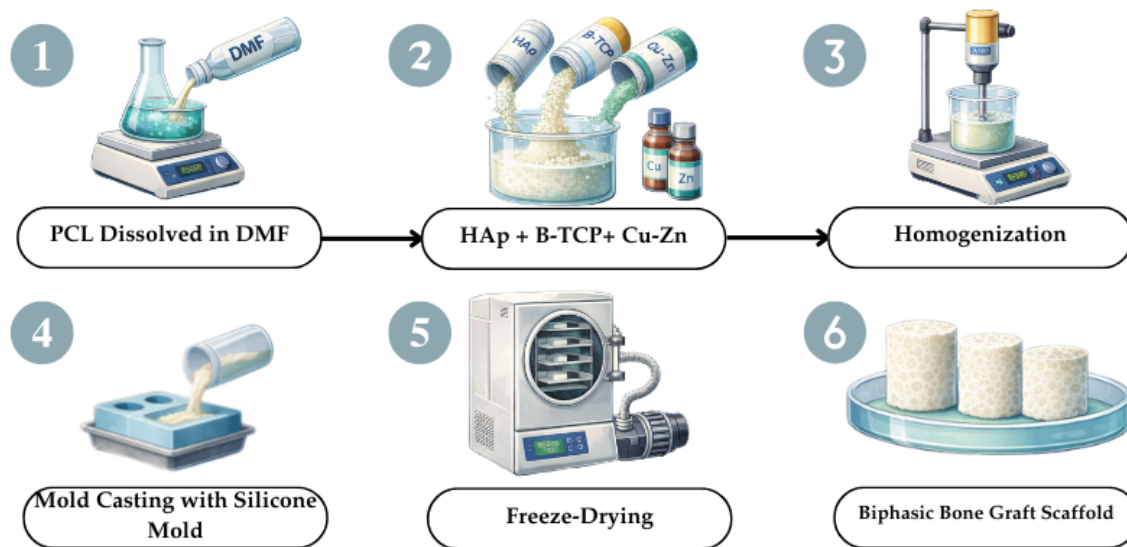 1
DMF
PCL Dissolved in DMF
2
HAp
B-TCP
Cu-Zn
Cu
Zn
HAp + B-TCP+ Cu-Zn
3
Homogenization
4
Mold Casting with Silicone
Mold
5
Freeze-Drying
6
Biphasic Bone Graft Scaffold